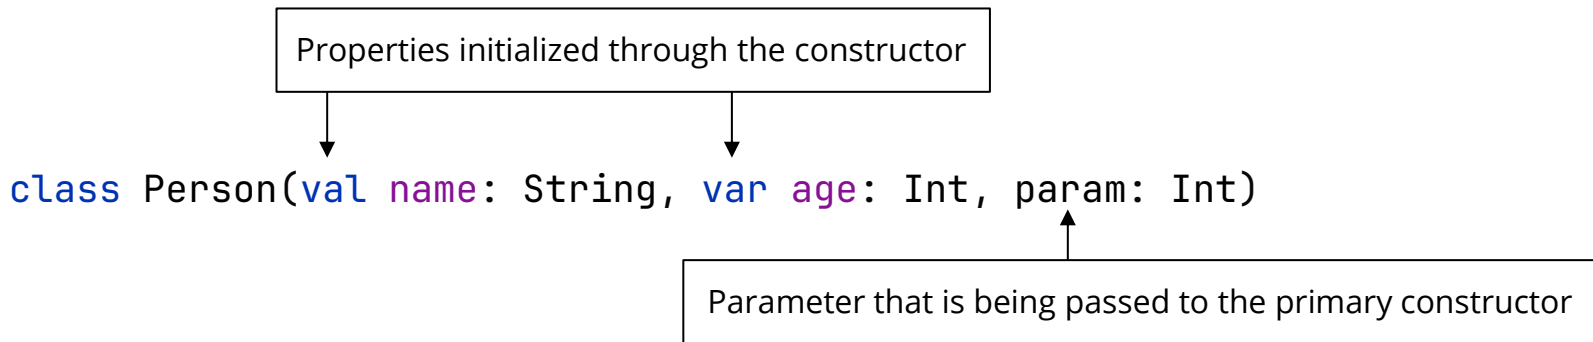 Properties initialized through the constructor
class Person(val name: String, var age: Int, param: Int)
Parameter that is being passed to the primary constructor